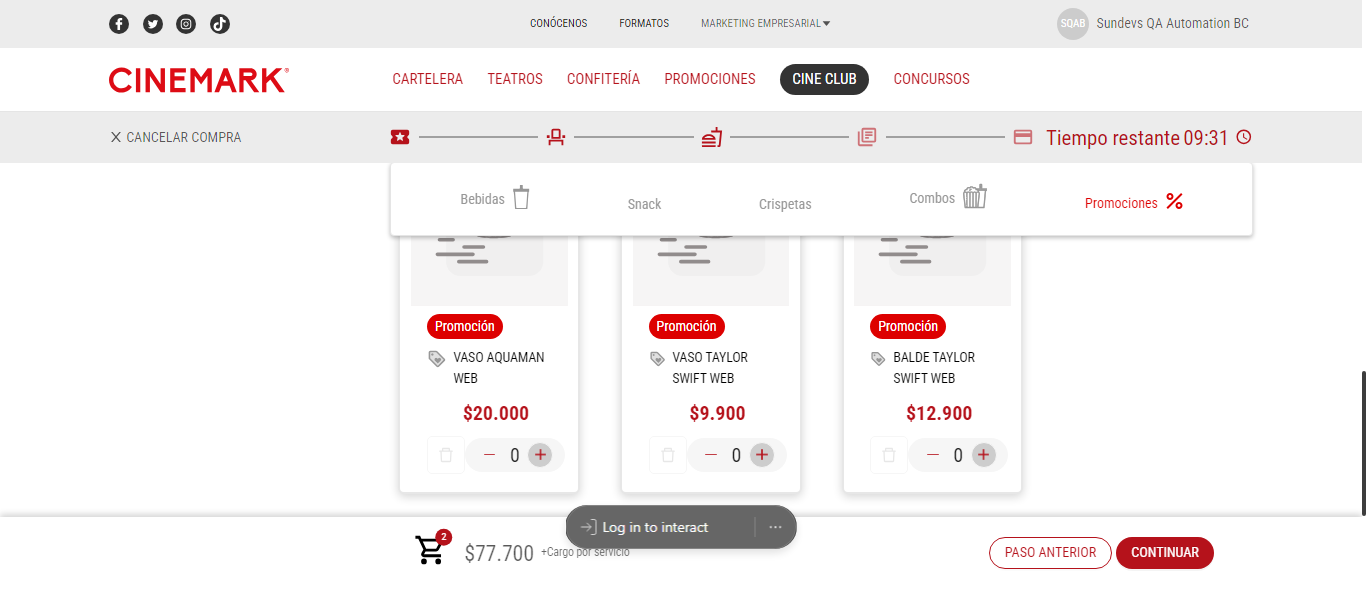 CONÓCENOS
FORMATOS
MARKETING EMPRESARIAL
SQAB
Sundevs QA Automation BC
CINEMARK
CARTELERA
TEATROS
CONFITERÍA
PROMOCIONES
CINE CLUB
CONCURSOS
X CANCELAR COMPRA
Tiempo restante 09:31
Bebidas
Snack
Crispetas
Combos
Promociones %
Promoción
VASO AQUAMAN
WEB
$20.000
0
Promoción
VASO TAYLOR
SWIFT WEB
$9.900
0
Promoción
BALDE TAYLOR
SWIFT WEB
$12.900
0
Log in to interact
2
$77.700
+Cargo por servicio
PASO ANTERIOR
CONTINUAR